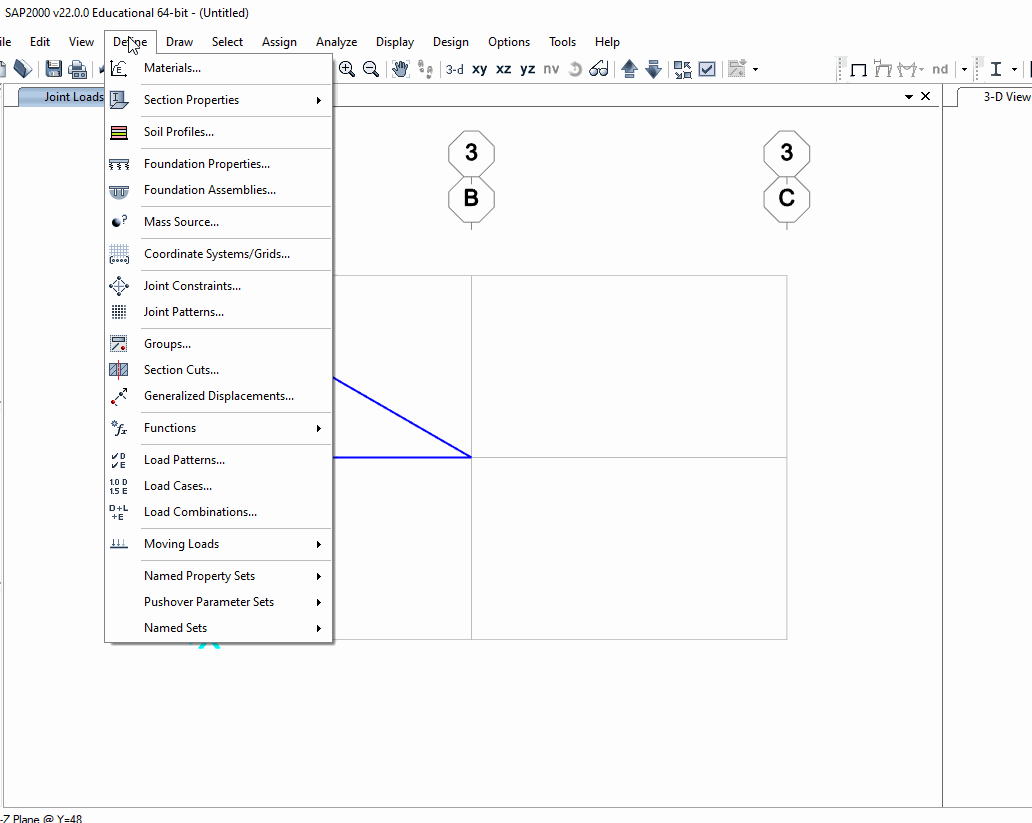 SAP2000 v22.0.0 Educational 64-bit - (Untitled)
ile Edit View Define Draw Select Assign Analyze Display Design Options Tools Help
3-d xy xz yz nv nd
Joint Loads
3-D View
Materials...
Section Properties
Soil Profiles...
Foundation Properties...
Foundation Assemblies...
Mass Source...
Coordinate Systems/Grids...
Joint Constraints...
Joint Patterns...
Groups...
Section Cuts...
Generalized Displacements...
Functions
Load Patterns...
Load Cases...
Load Combinations...
Moving Loads
Named Property Sets
Pushover Parameter Sets
Named Sets
3
B
3
C
-Z Plane @ Y=48